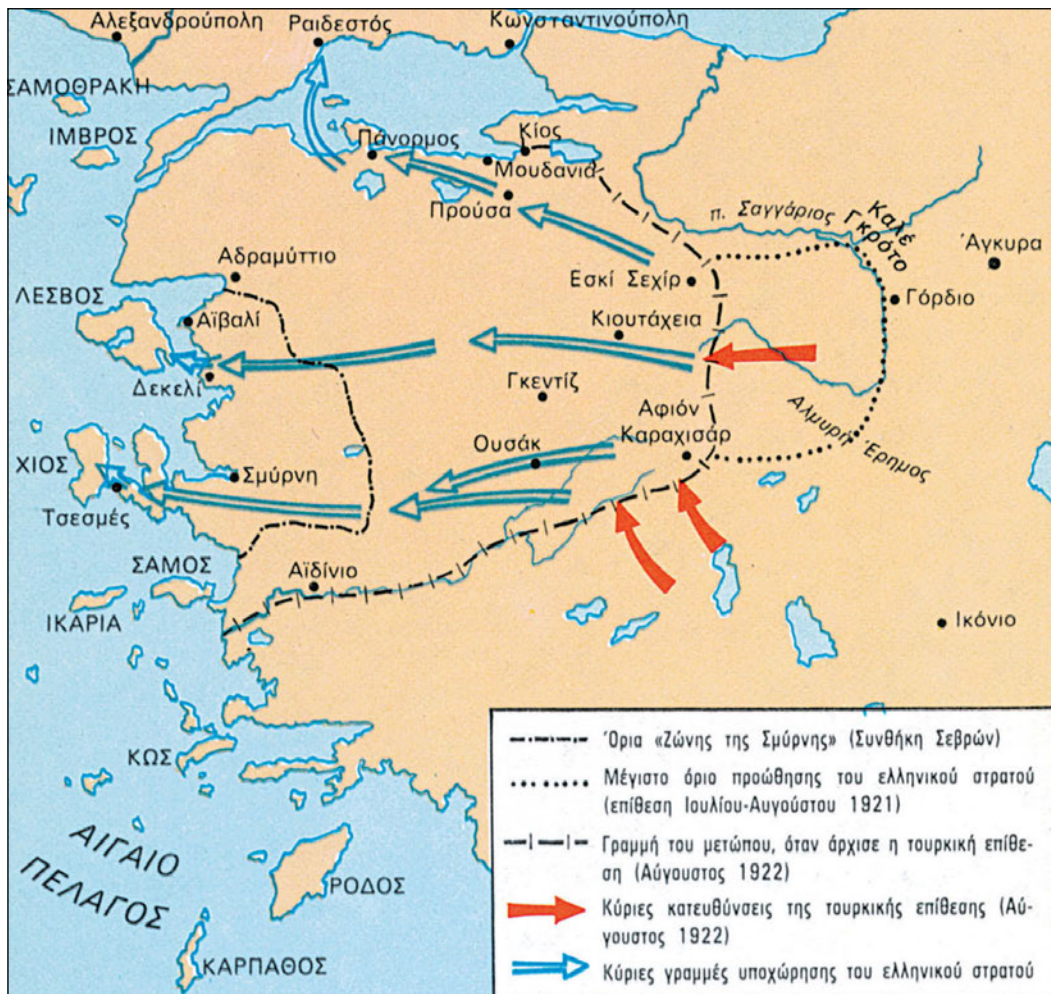 Αλεξανδρούπολη
Ραιδεστός
Κωνσταντινούπολη
ΣΑΜΟΘΡΑΚΗ
ΙΜΒΡΟΣ
Πάνορμος
Κίος
Μουδανιά
Προύσα
π. Σαγγάριος
Καλέ
Γκρότο
Άγκυρα
Αδραμύττιο
Εσκί Σεχίρ
Γόρδιο
ΛΕΣΒΟΣ
Αϊβαλί
Κιουτάχεια
Δεκελί
Γκεντίζ
Αφιόν
Καραχισάρ
Αλμυρή Έρημος
Ουσάκ
ΧΙΟΣ
Σμύρνη
Τσεσμές
ΣΑΜΟΣ
Αϊδίνιο
ΙΚΑΡΙΑ
Ικόνιο
ΚΩΣ
ΑΙΓΑΙΟ
ΠΕΛΑΓΟΣ
ΡΟΔΟΣ
ΚΑΡΠΑΘΟΣ
Όρια «Ζώνης της Σμύρνης» (Συνθήκη Σεβρών)
Μέγιστο όριο προώθησης του ελληνικού στρατού
(επίθεση Ιουλίου-Αυγούστου 1921)
Γραμμή του μετώπου, όταν άρχισε η τουρκική επίθε-
ση (Αύγουστος 1922)
Κύριες κατευθύνσεις της τουρκικής επίθεσης (Αύ-
γουστος 1922)
Κύριες γραμμές υποχώρησης του ελληνικού στρατού